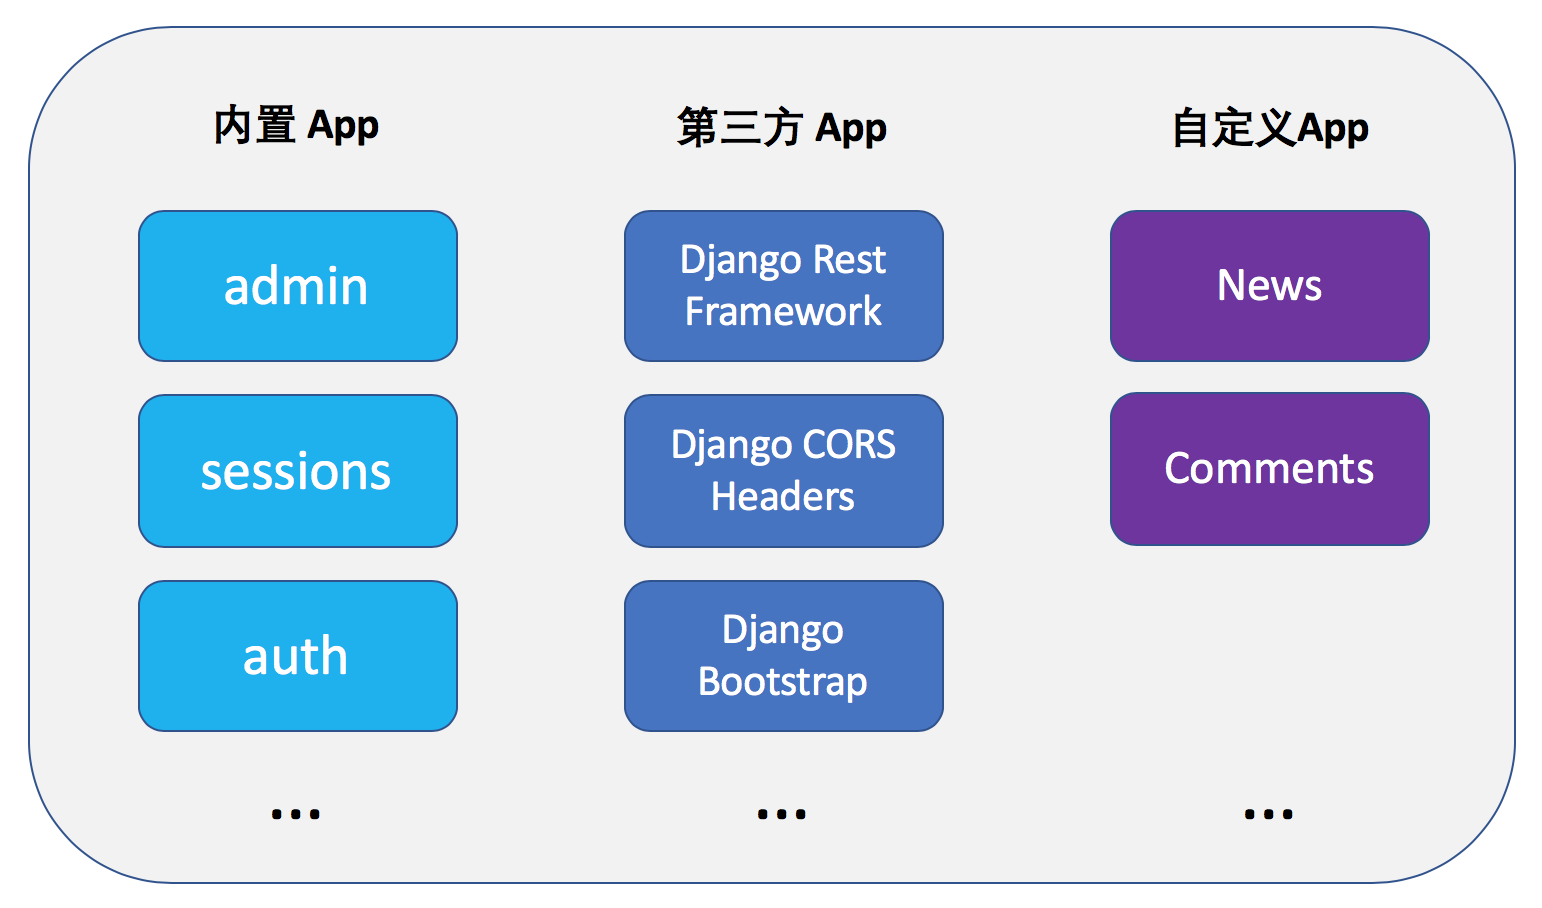 内置 App
第三方 App
自定义App
admin
Django Rest
Framework
News
sessions
Django CORS
Headers
Comments
auth
Django
Bootstrap
...
...
...